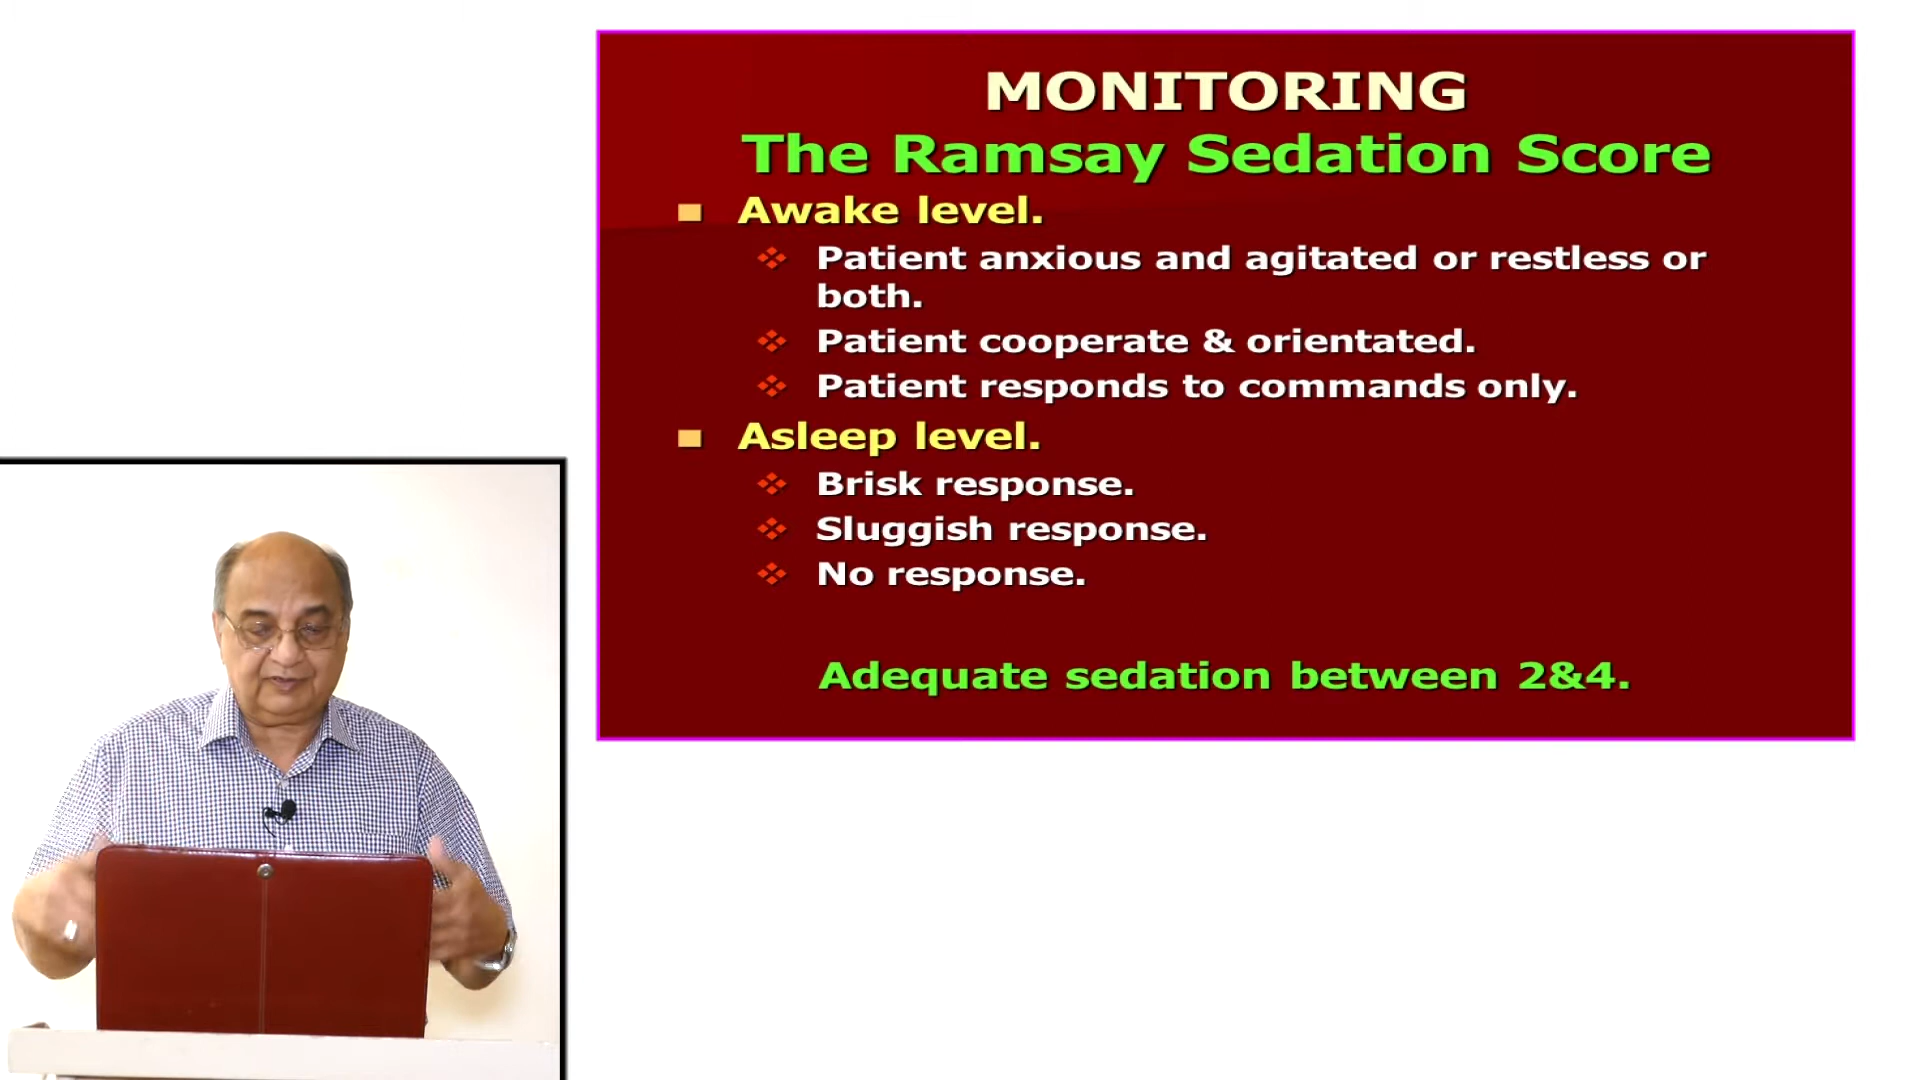 MONITORING
The Ramsay Sedation Score
Awake level.
Patient anxious and agitated or restless or
both.
Patient cooperate & orientated.
Patient responds to commands only.
Asleep level.
Brisk response.
Sluggish response.
No response.
Adequate sedation between 2&4.